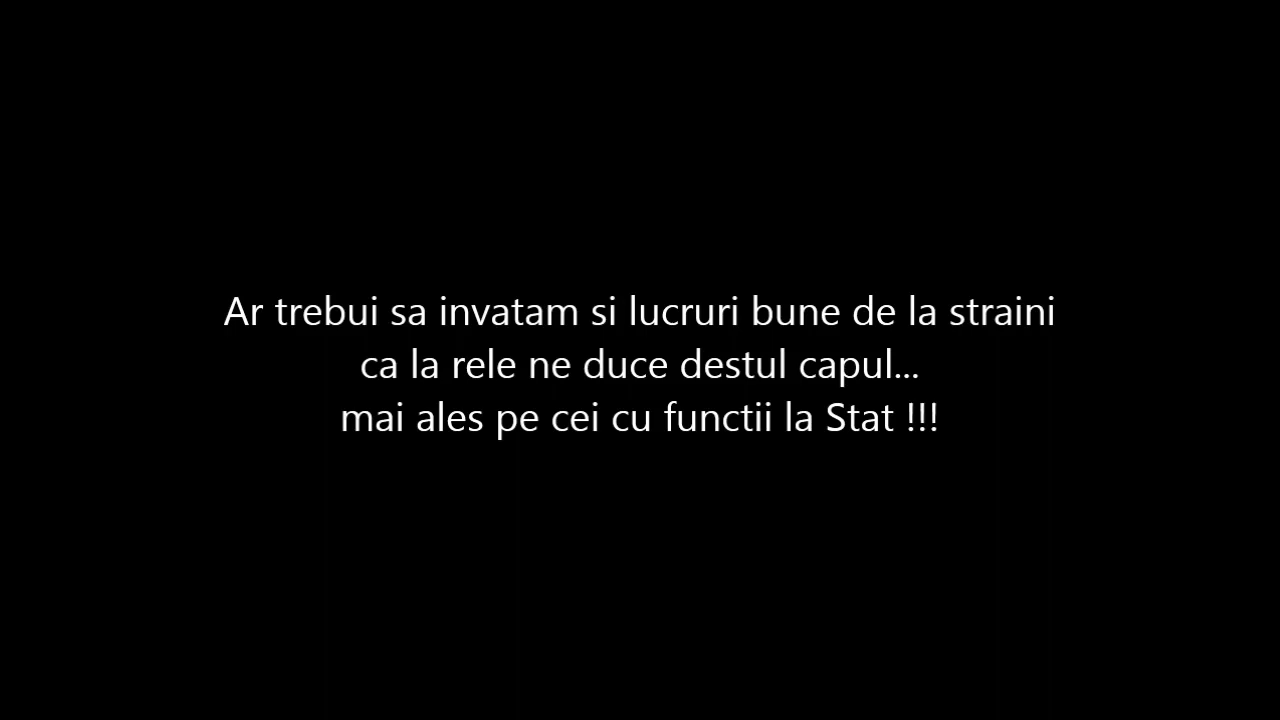 Ar trebui sa invatam si lucruri bune de la straini
ca la rele ne duce destul capul...
mai ales pe cei cu functii la Stat !!!